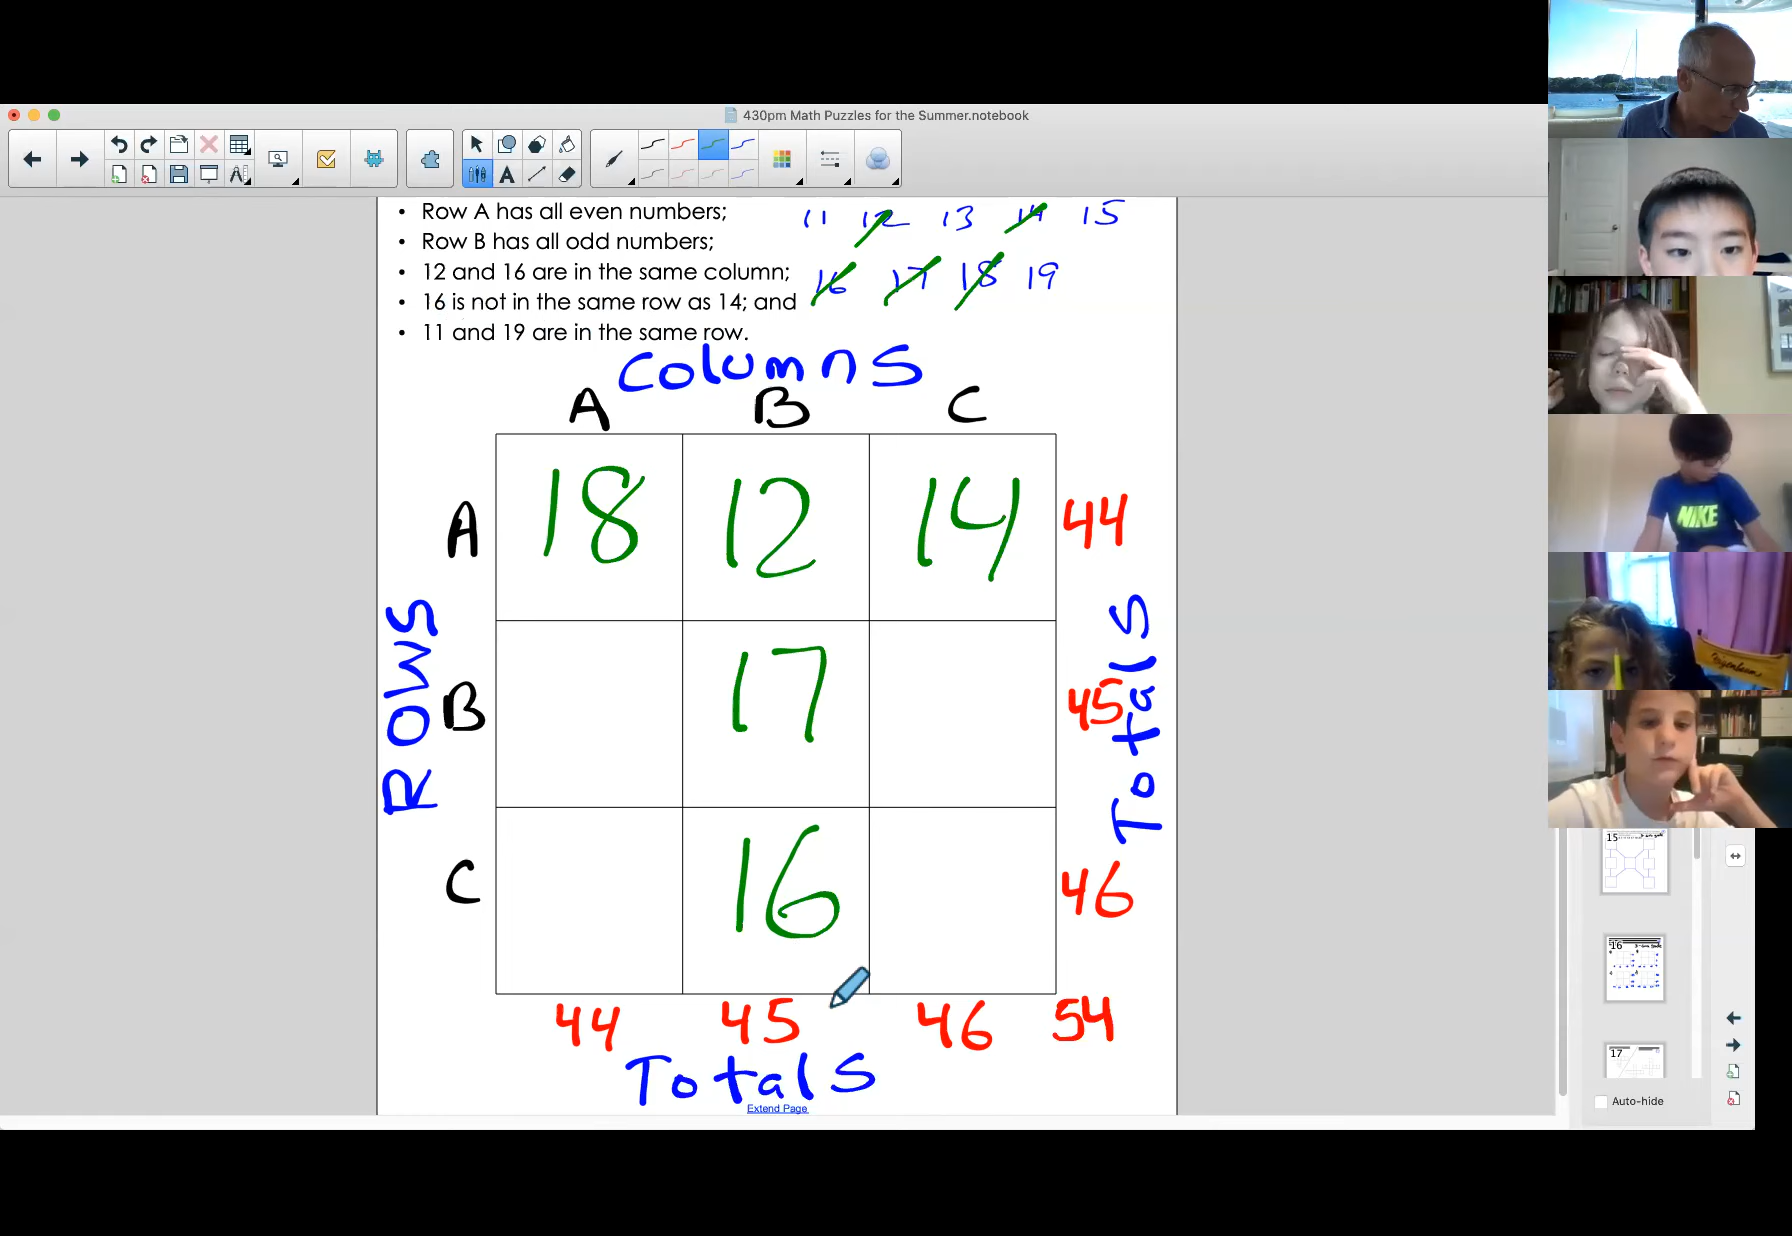 430pm Math Puzzles for the Summer.notebook
• Row A has all even numbers;
• Row B has all odd numbers;
• 12 and 16 are in the same column;
• 16 is not in the same row as 14; and
• 11 and 19 are in the same row.
11 12 13 14 15
16 17 18 19
Columns
A B C
ROWS
A 18 12 14 44
B 17 45
C 16 46
Totals
44 45 46 54
Totals
Extend Page
NIKE
15
16
17
Auto-hide